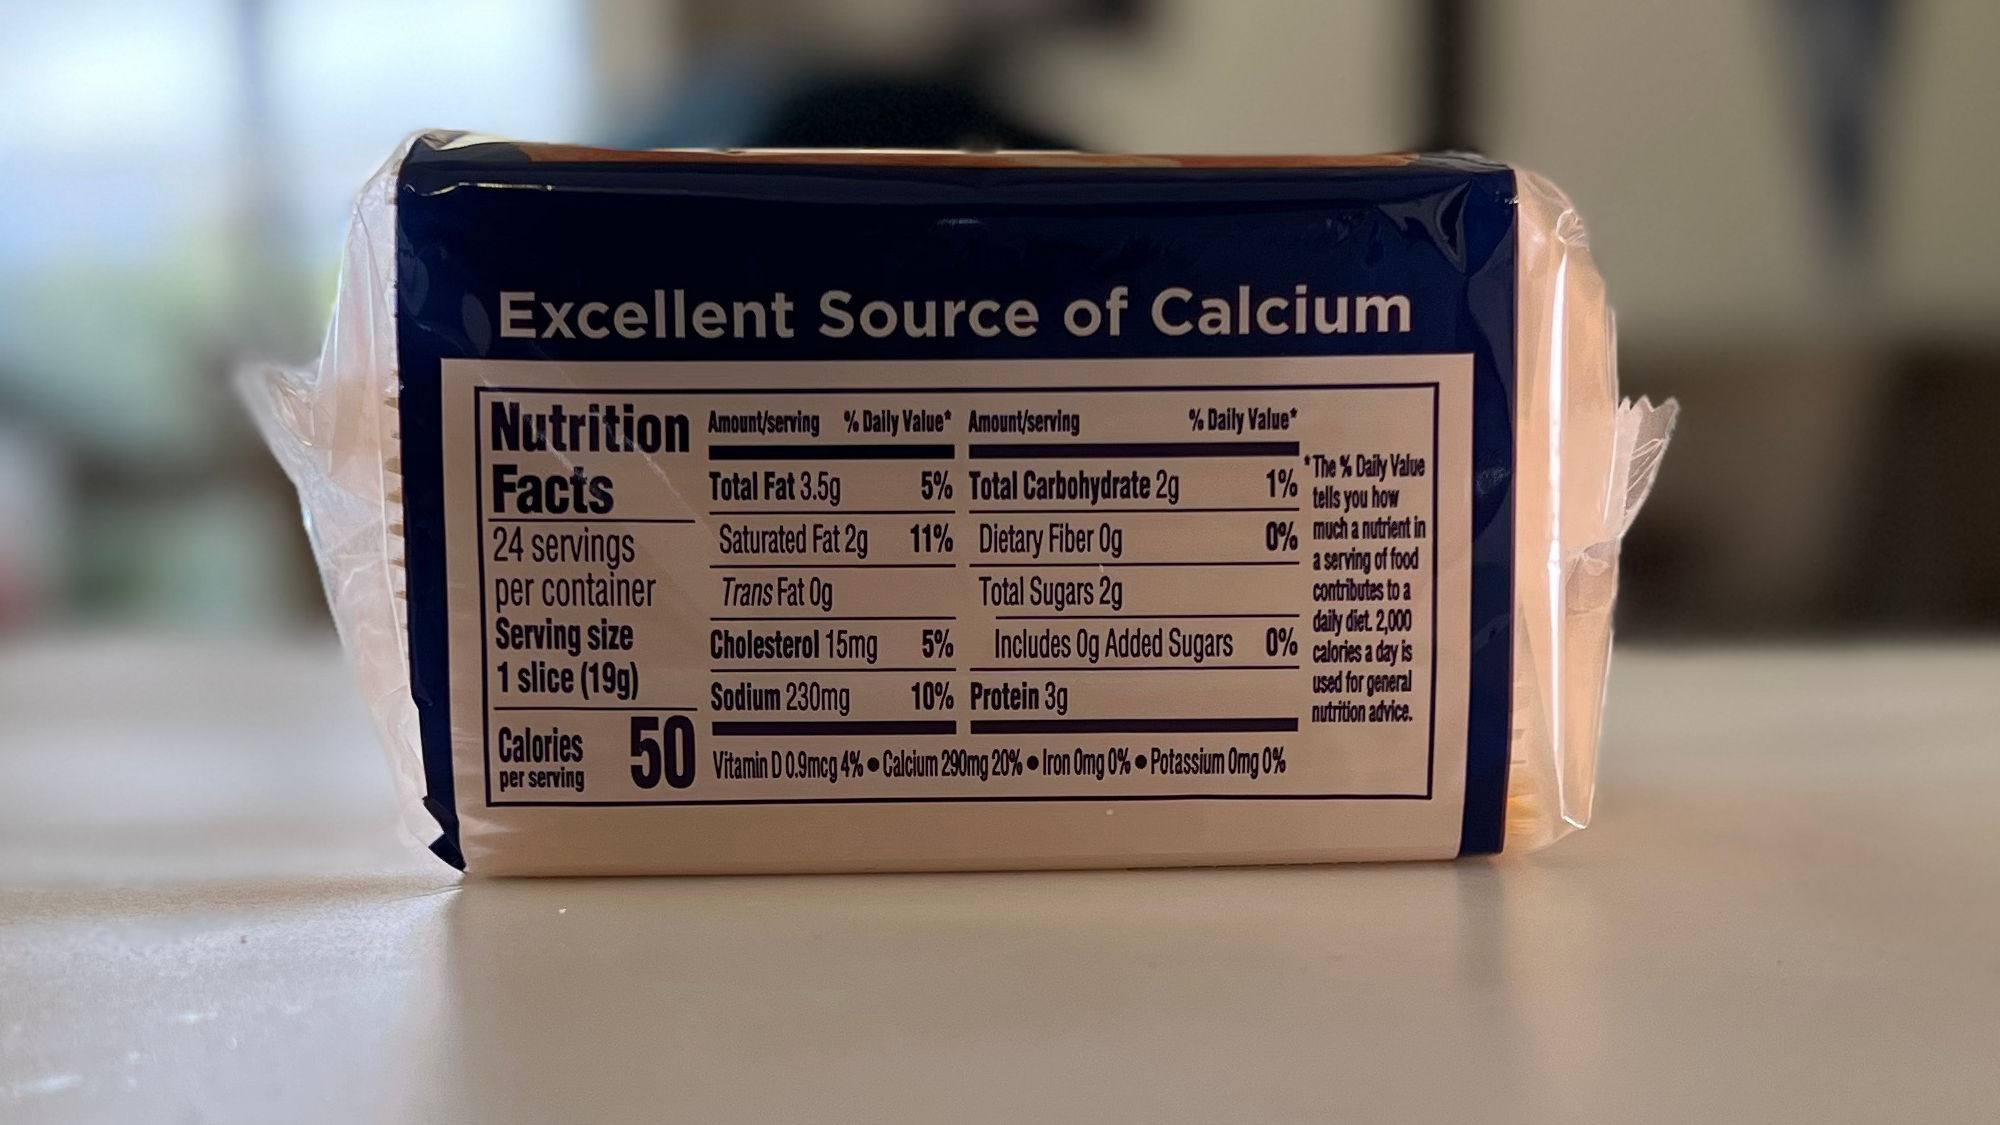 Excellent Source of Calcium
Nutrition
Facts
24 servings
per container
Serving size
1 slice (19g)
Calories
per serving
50
Amount/serving % Daily Value*
Total Fat 3.5g 5%
Saturated Fat 2g 11%
Trans Fat 0g
Cholesterol 15mg 5%
Sodium 230mg 10%
Amount/serving % Daily Value*
Total Carbohydrate 2g 1%
Dietary Fiber 0g 0%
Total Sugars 2g
Includes 0g Added Sugars 0%
Protein 3g
Vitamin D 0.9mcg 4% ● Calcium 290mg 20% ● Iron 0mg 0% ● Potassium 0mg 0%
*The % Daily Value
tells you how
much a nutrient in
a serving of food
contributes to a
daily diet. 2,000
calories a day is
used for general
nutrition advice.